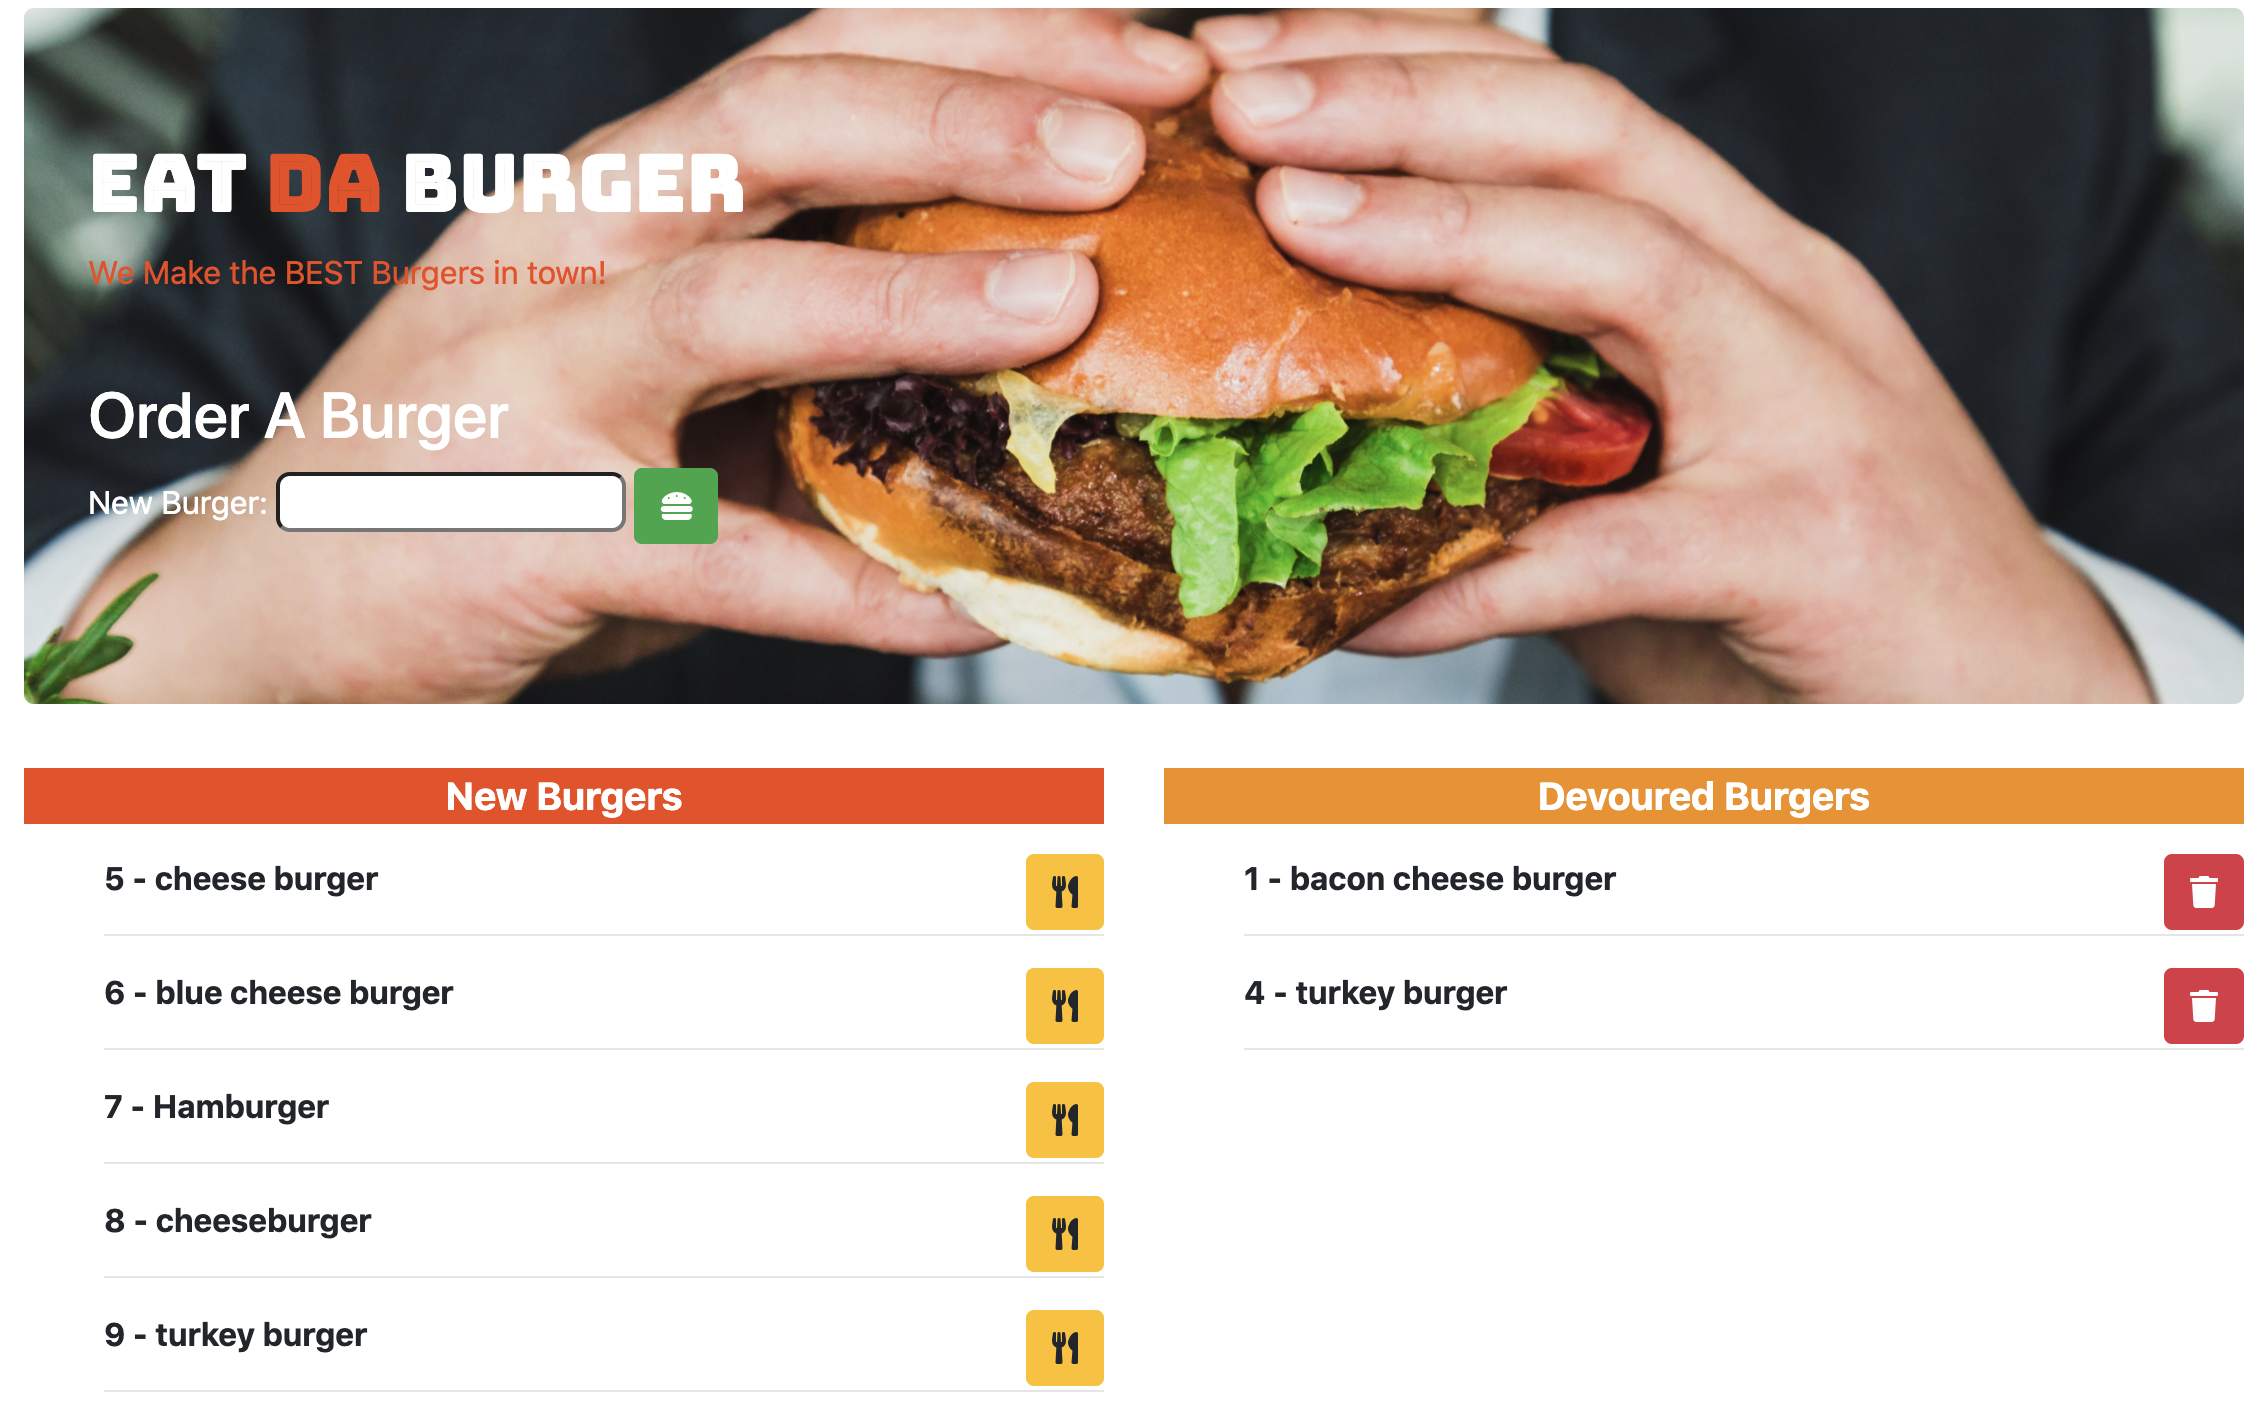 EAT DA BURGER
We Make the BEST Burgers in town!
Order A Burger
New Burger:
New Burgers
5 - cheese burger
6 - blue cheese burger
7 - Hamburger
8 - cheeseburger
9 - turkey burger
Devoured Burgers
1 - bacon cheese burger
4 - turkey burger